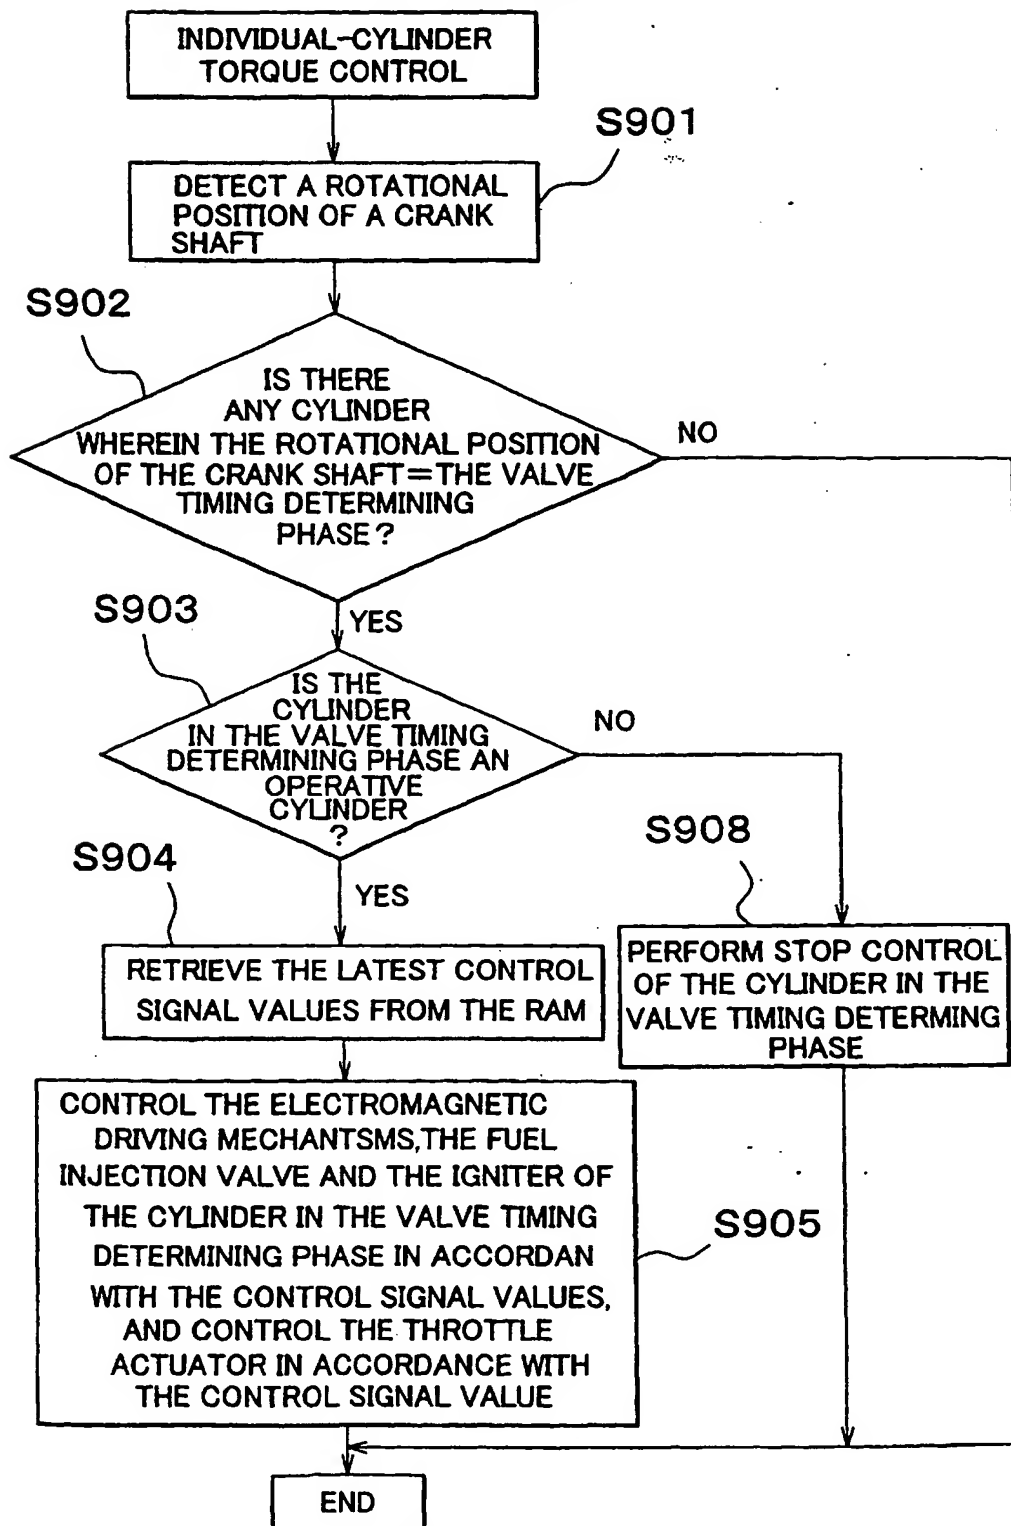 INDIVIDUAL-CYLINDER
TORQUE CONTROL
S901
DETECT A ROTATIONAL
POSITION OF A CRANK
SHAFT
S902
IS THERE
ANY CYLINDER
WHEREIN THE ROTATIONAL POSITION
OF THE CRANK SHAFT=THE VALVE
TIMING DETERMINING
PHASE?
NO
YES
S903
IS THE
CYLINDER
IN THE VALVE TIMING
DETERMINING PHASE AN
OPERATIVE
CYLINDER
?
NO
YES
S904
RETRIEVE THE LATEST CONTROL
SIGNAL VALUES FROM THE RAM
S908
PERFORM STOP CONTROL
OF THE CYLINDER IN THE
VALVE TIMING DETERMING
PHASE
CONTROL THE ELECTROMAGNETIC
DRIVING MECHANTSMS,THE FUEL
INJECTION VALVE AND THE IGNITER OF
THE CYLINDER IN THE VALVE TIMING
DETERMINING PHASE IN ACCORDAN
WITH THE CONTROL SIGNAL VALUES,
AND CONTROL THE THROTTLE
ACTUATOR IN ACCORDANCE WITH
THE CONTROL SIGNAL VALUE
S905
END